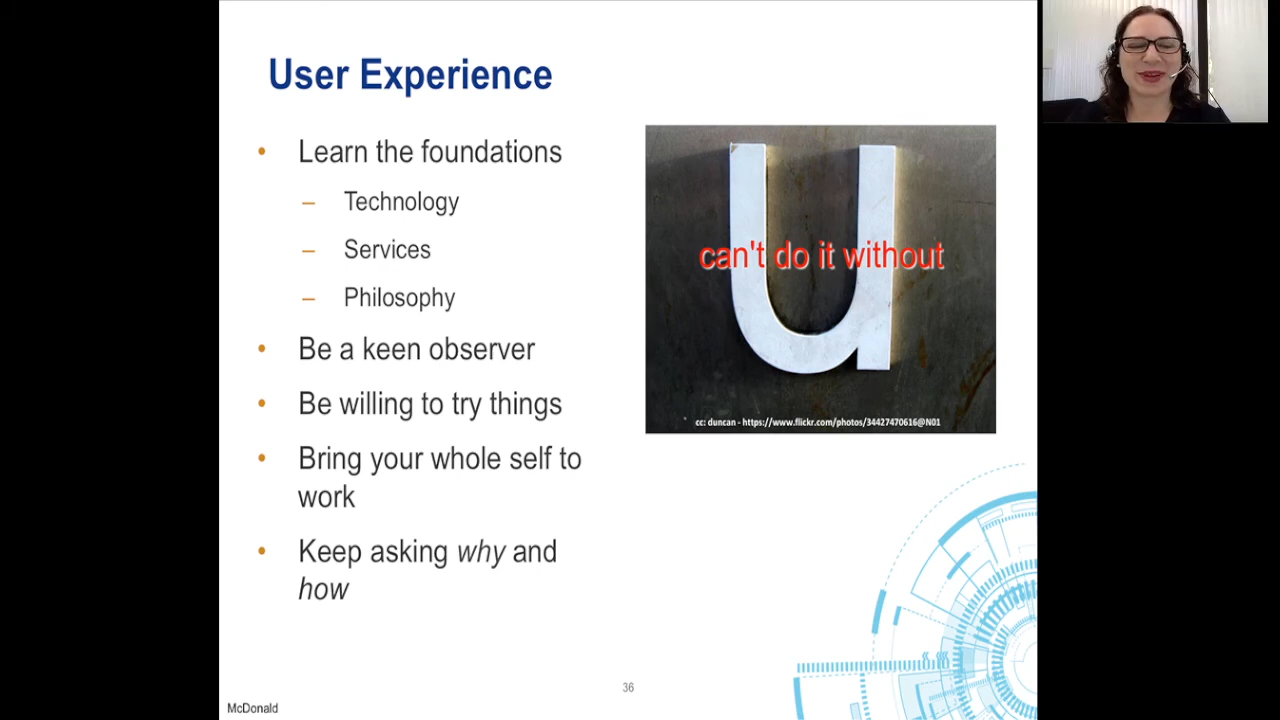 User Experience
• Learn the foundations
– Technology
– Services
– Philosophy
• Be a keen observer
• Be willing to try things
• Bring your whole self to
work
• Keep asking why and
how
u
can't do it without
cc: duncan - https://www.flickr.com/photos/34427470616@N01
36
McDonald